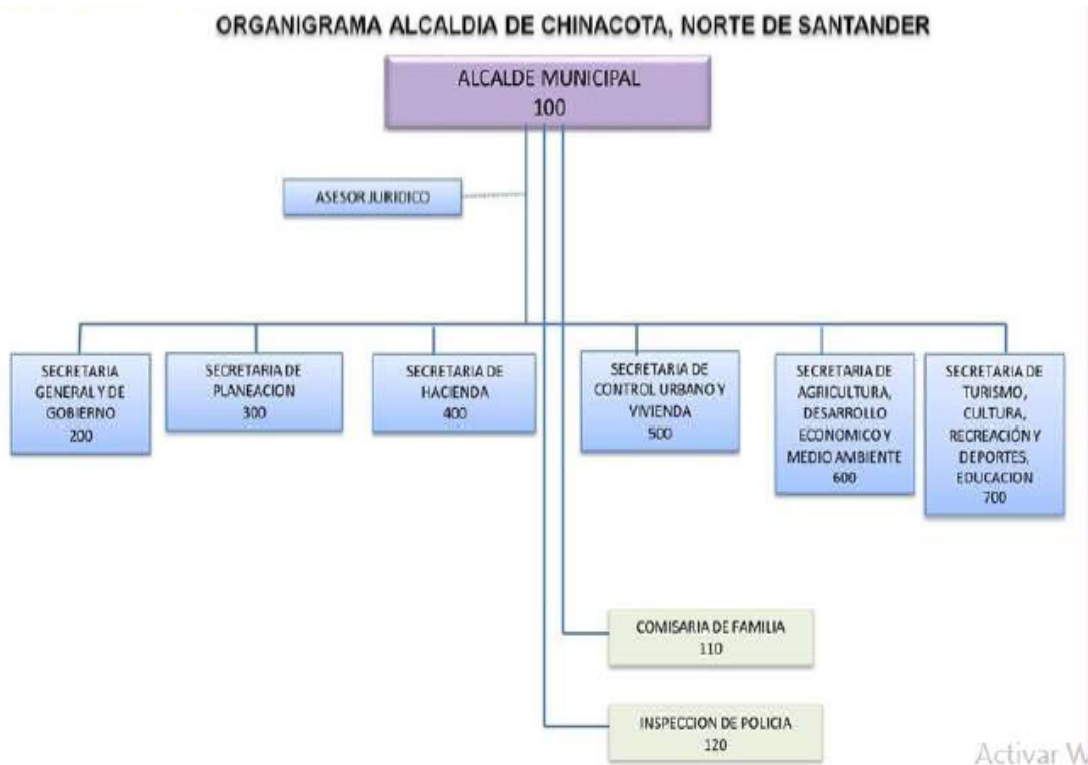 ORGANIGRAMA ALCALDIA DE CHINACOTA, NORTE DE SANTANDER
ALCALDE MUNICIPAL
100
ASESOR JURIDICO
SECRETARIA
GENERAL Y DE
GOBIERNO
200
SECRETARIA DE
PLANEACION
300
SECRETARIA DE
HACIENDA
400
SECRETARIA DE
CONTROL URBANO Y
VIVIENDA
500
SECRETARIA DE
AGRICULTURA,
DESARROLLO
ECONOMICO Y
MEDIO AMBIENTE
600
SECRETARIA DE
TURISMO,
CULTURA,
RECREACIÓN Y
DEPORTES,
EDUCACION
700
COMISARIA DE FAMILIA
110
INSPECCION DE POLICIA
120
Activar W